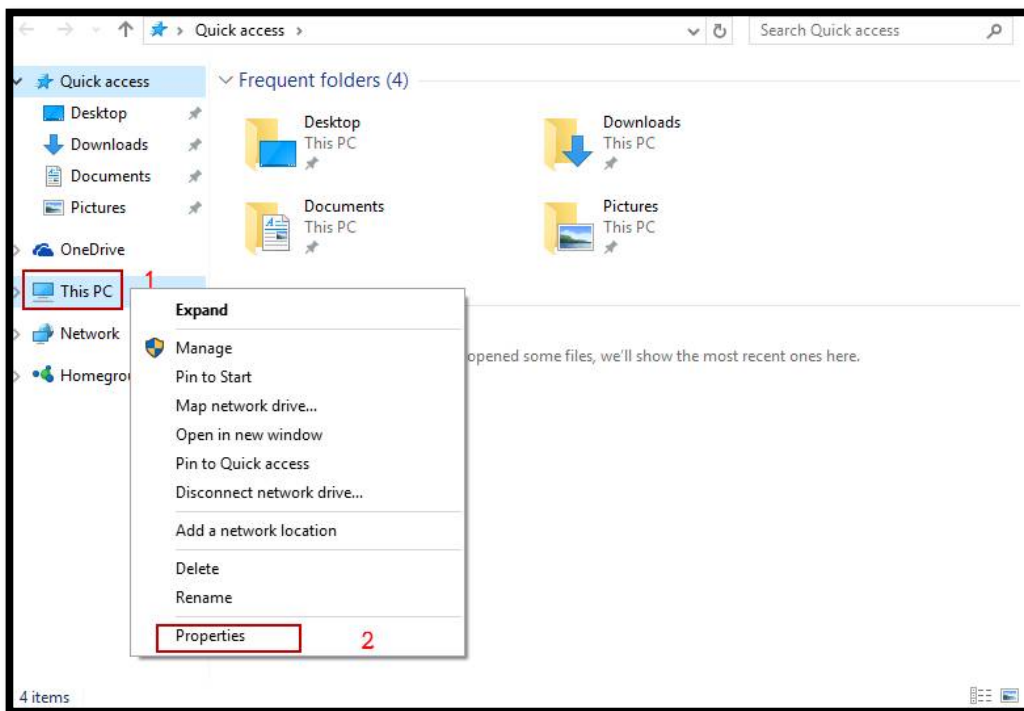 Quick access
Search Quick access
Quick access
Desktop
Downloads
Documents
Pictures
OneDrive
This PC
1
Network
Frequent folders (4)
Desktop
This PC
Downloads
This PC
Documents
This PC
Pictures
This PC
Expand
Manage
Pin to Start
Map network drive...
Open in new window
Pin to Quick access
Disconnect network drive...
Add a network location
Delete
Rename
Properties
2
opened some files, we'll show the most recent ones here.
4 items